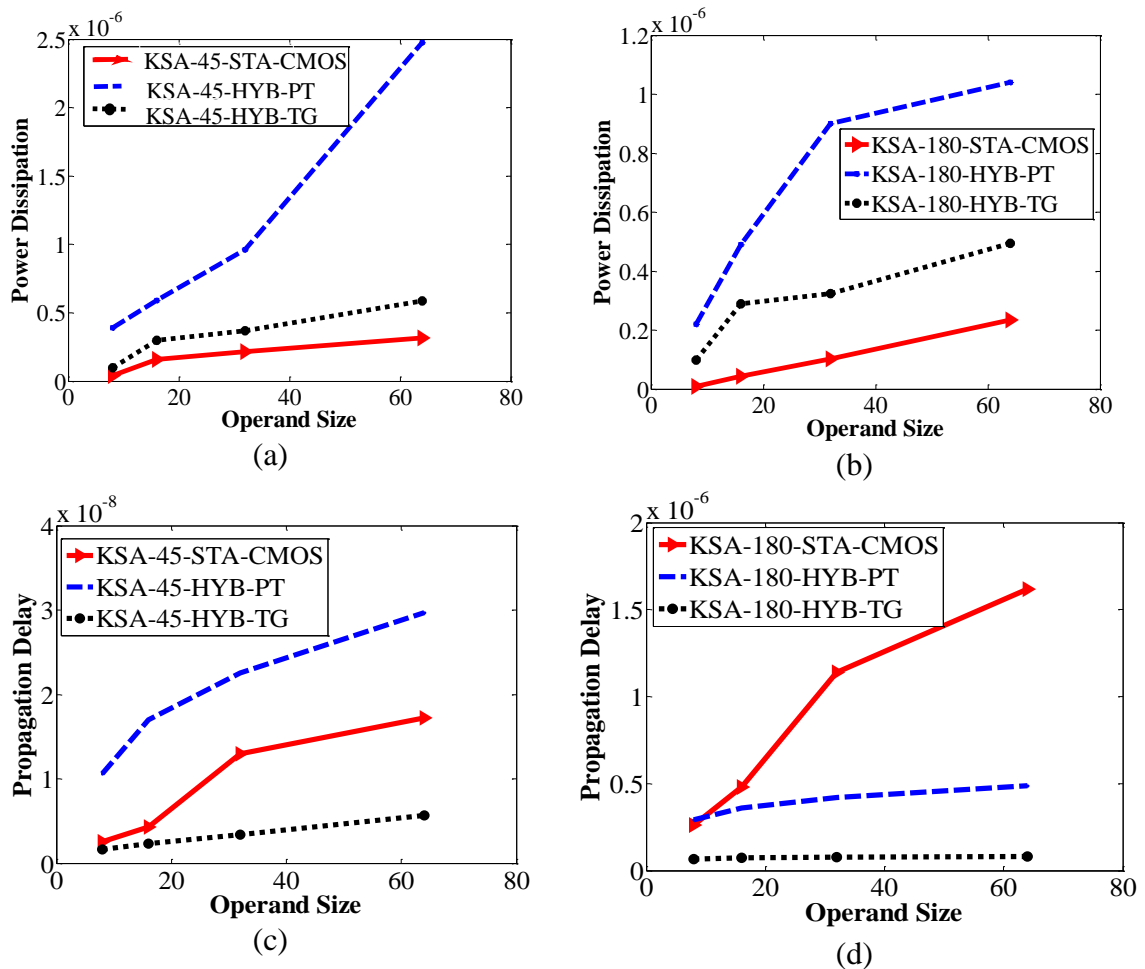 x 10^-6
2.5
2
1.5
1
0.5
0
0 20 40 60 80
Power Dissipation
Operand Size
KSA-45-STA-CMOS
KSA-45-HYB-PT
KSA-45-HYB-TG
(a)
x 10^-6
1.2
1
0.8
0.6
0.4
0.2
0
0 20 40 60 80
Power Dissipation
Operand Size
KSA-180-STA-CMOS
KSA-180-HYB-PT
KSA-180-HYB-TG
(b)
x 10^-8
4
3
2
1
0
0 20 40 60 80
Propagation Delay
Operand Size
KSA-45-STA-CMOS
KSA-45-HYB-PT
KSA-45-HYB-TG
(c)
x 10^-6
2
1.5
1
0.5
0
0 20 40 60 80
Propagation Delay
Operand Size
KSA-180-STA-CMOS
KSA-180-HYB-PT
KSA-180-HYB-TG
(d)